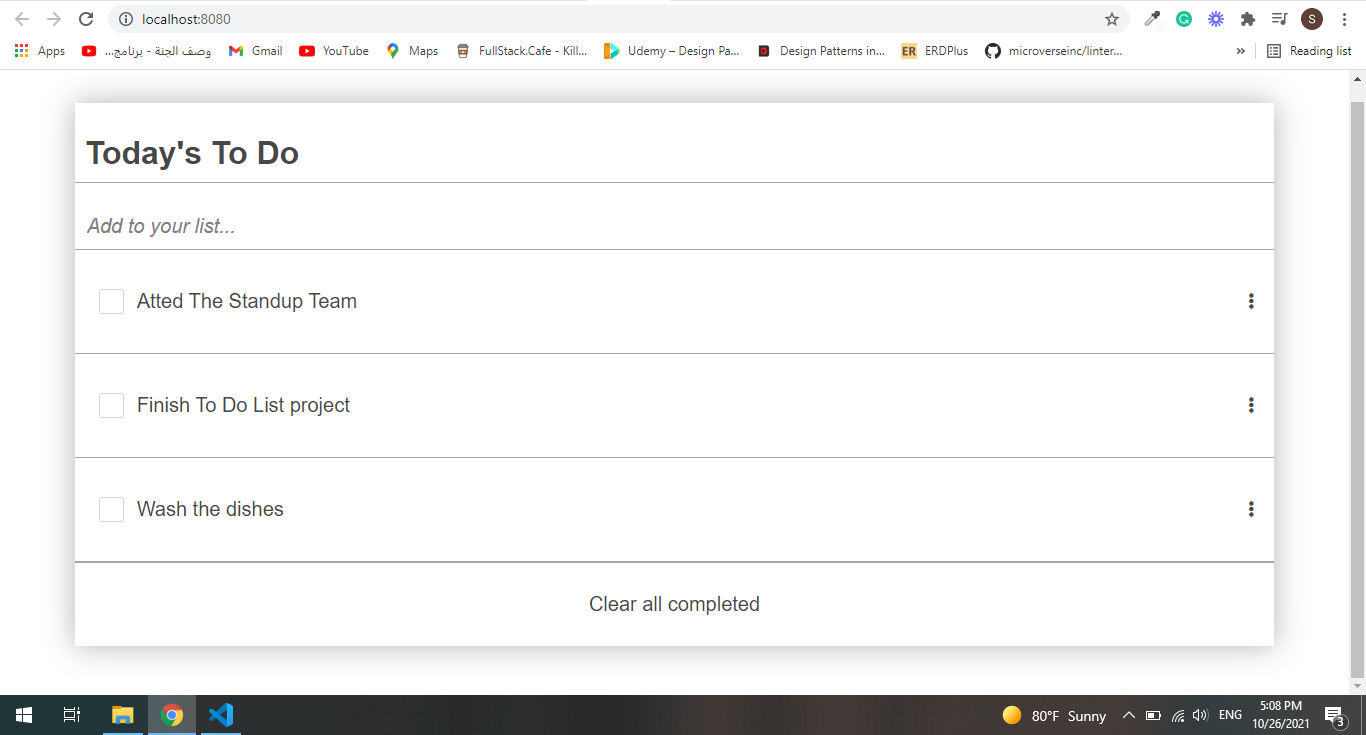 localhost:8080
S
Apps
وصف الجنة - برنامج...
Gmail
YouTube
Maps
FullStack.Cafe - Kill...
Udemy – Design Pa...
Design Patterns in...
ER ERDPlus
microverseinc/linter...
»
Reading list
Today's To Do
Add to your list...
Atted The Standup Team
Finish To Do List project
Wash the dishes
Clear all completed
80°F Sunny
ENG
5:08 PM
10/26/2021
3